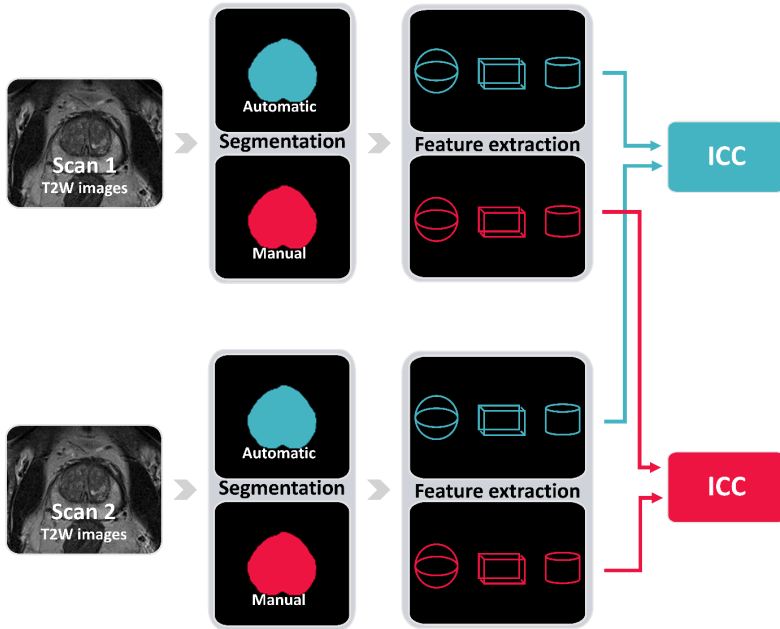 Scan 1
T2W images
Automatic
Segmentation
Manual
Feature extraction
ICC
Scan 2
T2W images
Automatic
Segmentation
Manual
Feature extraction
ICC